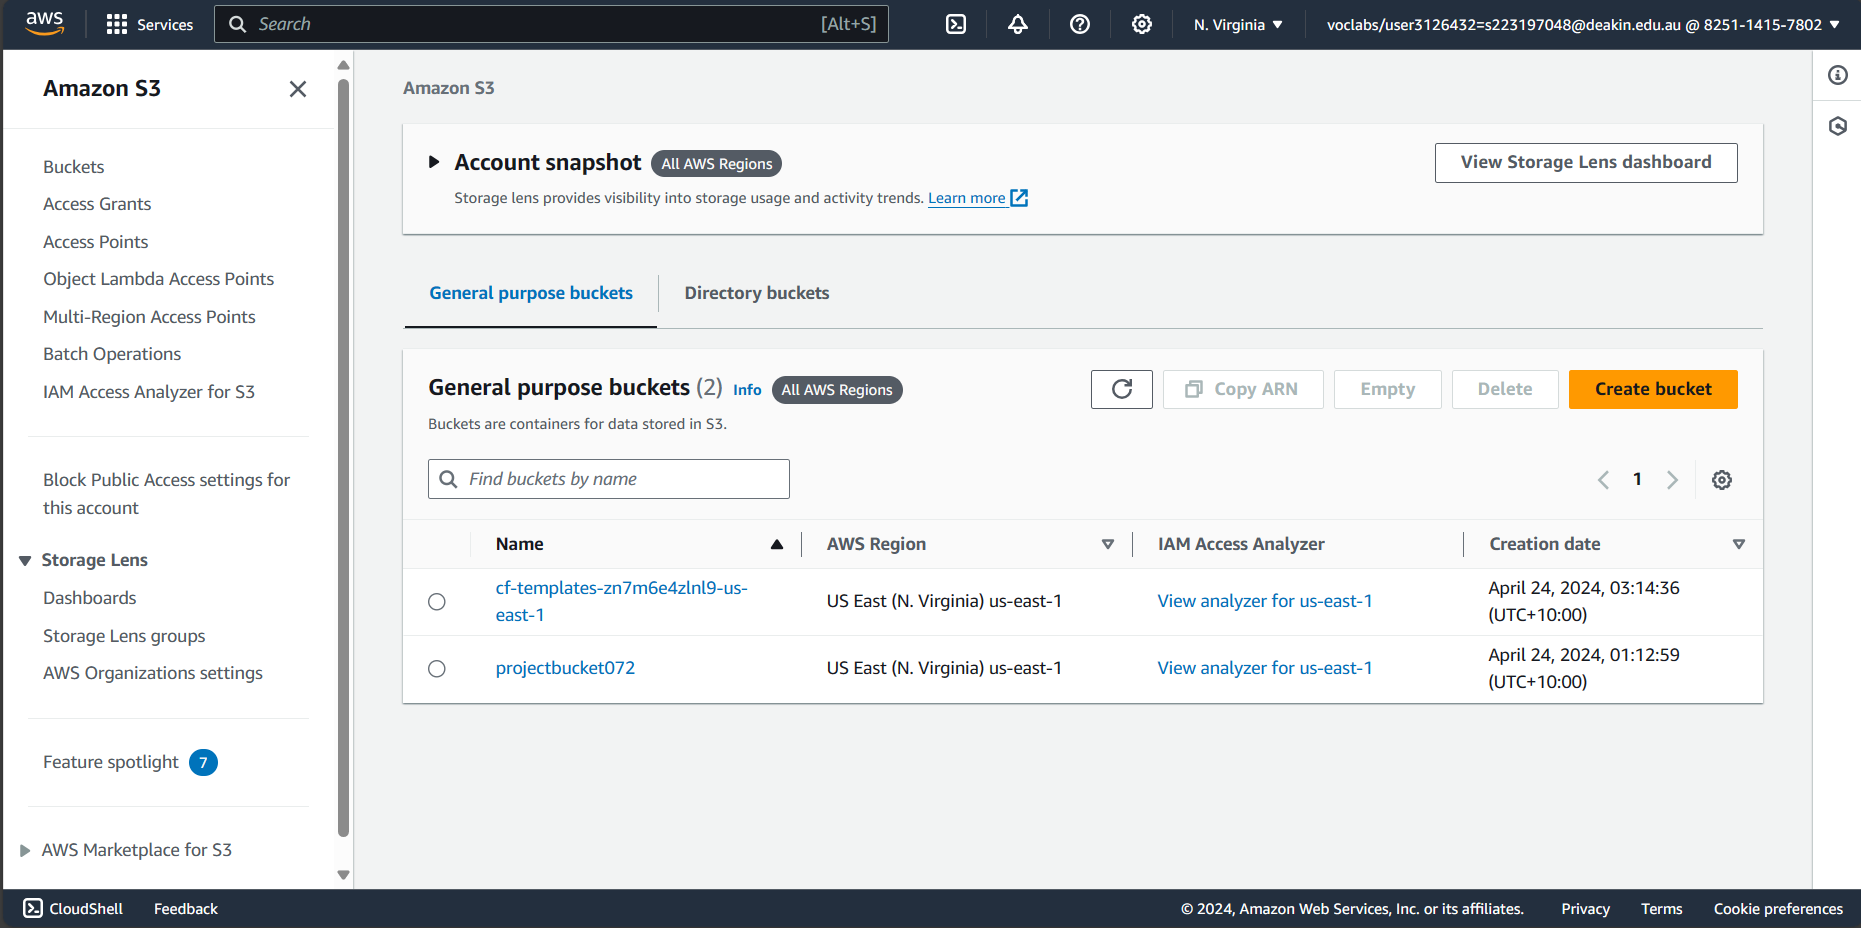 aws
Services
Search
[Alt+S]
N. Virginia
voclabs/user3126432=s223197048@deakin.edu.au @ 8251-1415-7802
Amazon S3
Buckets
Access Grants
Access Points
Object Lambda Access Points
Multi-Region Access Points
Batch Operations
IAM Access Analyzer for S3
Block Public Access settings for
this account
Storage Lens
Dashboards
Storage Lens groups
AWS Organizations settings
Feature spotlight 7
AWS Marketplace for S3
Amazon S3
Account snapshot All AWS Regions
View Storage Lens dashboard
Storage lens provides visibility into storage usage and activity trends. Learn more
General purpose buckets
Directory buckets
General purpose buckets (2) Info All AWS Regions
Copy ARN
Empty
Delete
Create bucket
Buckets are containers for data stored in S3.
Find buckets by name
1
Name
AWS Region
IAM Access Analyzer
Creation date
cf-templates-zn7m6e4zlnl9-us-
east-1
US East (N. Virginia) us-east-1
View analyzer for us-east-1
April 24, 2024, 03:14:36
(UTC+10:00)
projectbucket072
US East (N. Virginia) us-east-1
View analyzer for us-east-1
April 24, 2024, 01:12:59
(UTC+10:00)
CloudShell
Feedback
© 2024, Amazon Web Services, Inc. or its affiliates.
Privacy
Terms
Cookie preferences